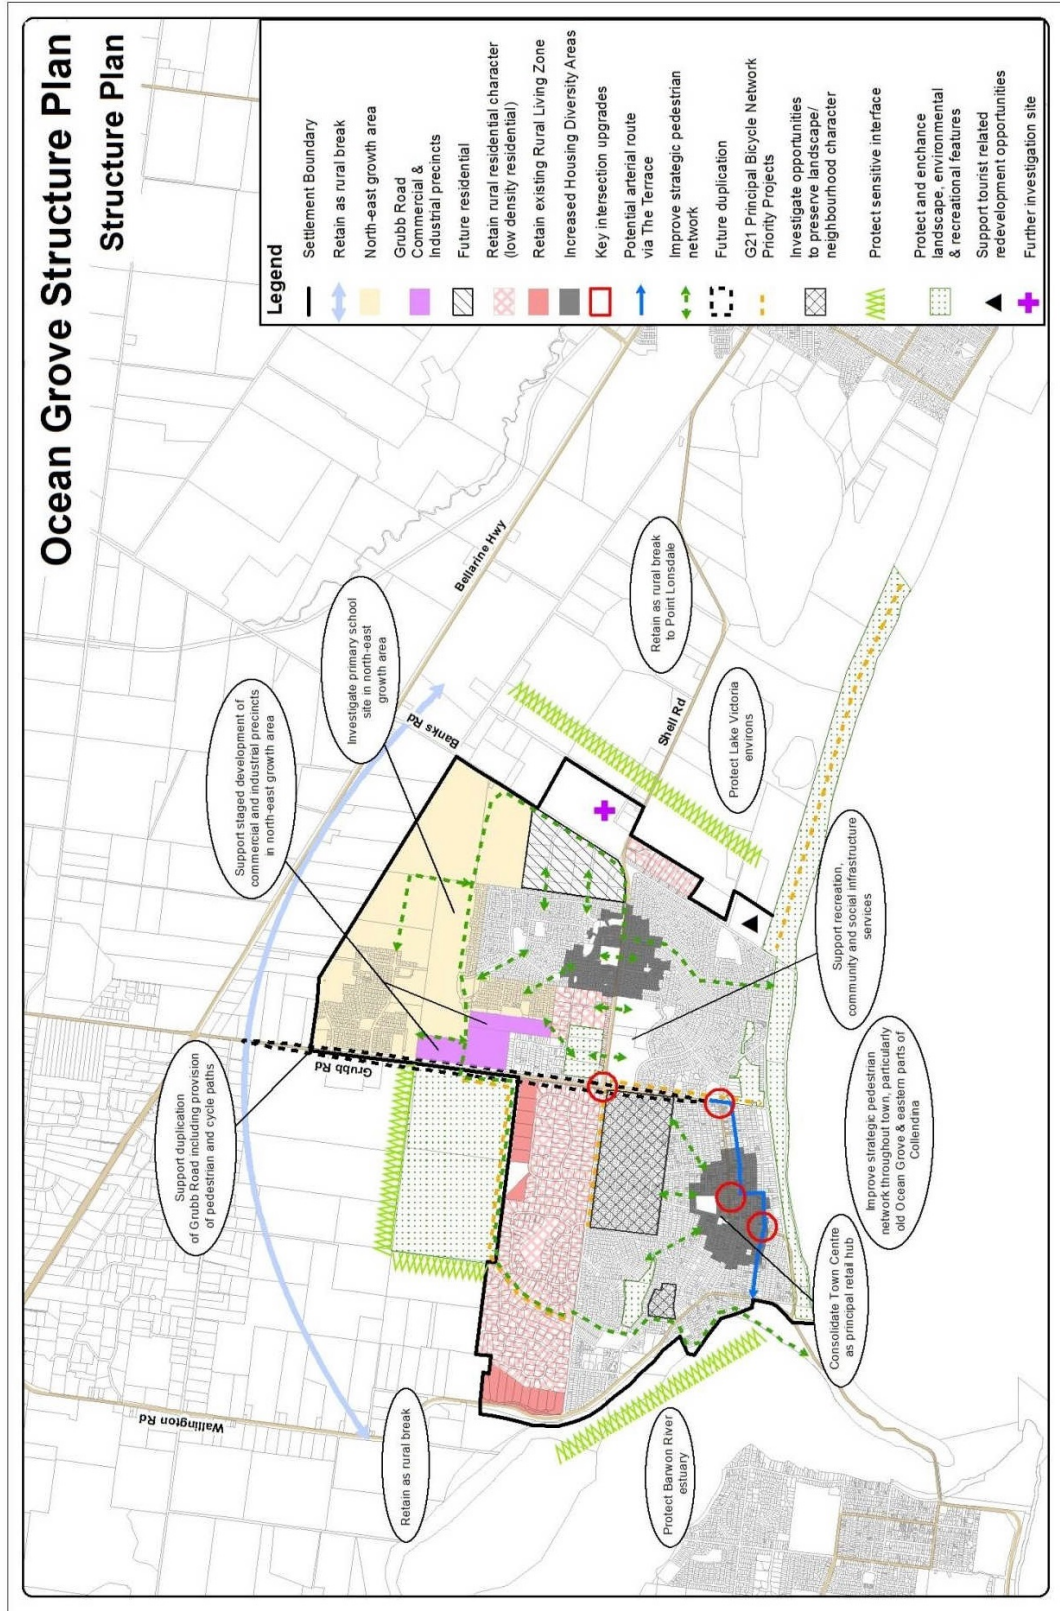 Ocean Grove Structure Plan
Structure Plan
Legend
Settlement Boundary
Retain as rural break
North-east growth area
Grubb Road
Commercial &
Industrial precincts
Future residential
Retain rural residential character
(low density residential)
Retain existing Rural Living Zone
Increased Housing Diversity Areas
Key intersection upgrades
Potential arterial route
via The Terrace
Improve strategic pedestrian
network
Future duplication
G21 Principal Bicycle Network
Priority Projects
Investigate opportunities
to preserve landscape/
neighbourhood character
Protect sensitive interface
Protect and enhance
landscape, environmental
& recreational features
Support tourist related
redevelopment opportunities
Further investigation site
Support duplication
of Grubb Road including provision
of pedestrian and cycle paths
Support staged development of
commercial and industrial precincts
in north-east growth area
Investigate primary school
site in north-east
growth area
Bellarine Hwy
Banks Rd
Wallington Rd
Grubb Rd
Shell Rd
Retain as rural break
Retain as rural break
to Point Lonsdale
Protect Lake Victoria
environs
Support recreation,
community and social infrastructure
services
Improve strategic pedestrian
network throughout town, particularly
old Ocean Grove & eastern parts of
Collendina
Consolidate Town Centre
as principal retail hub
Protect Barwon River
estuary